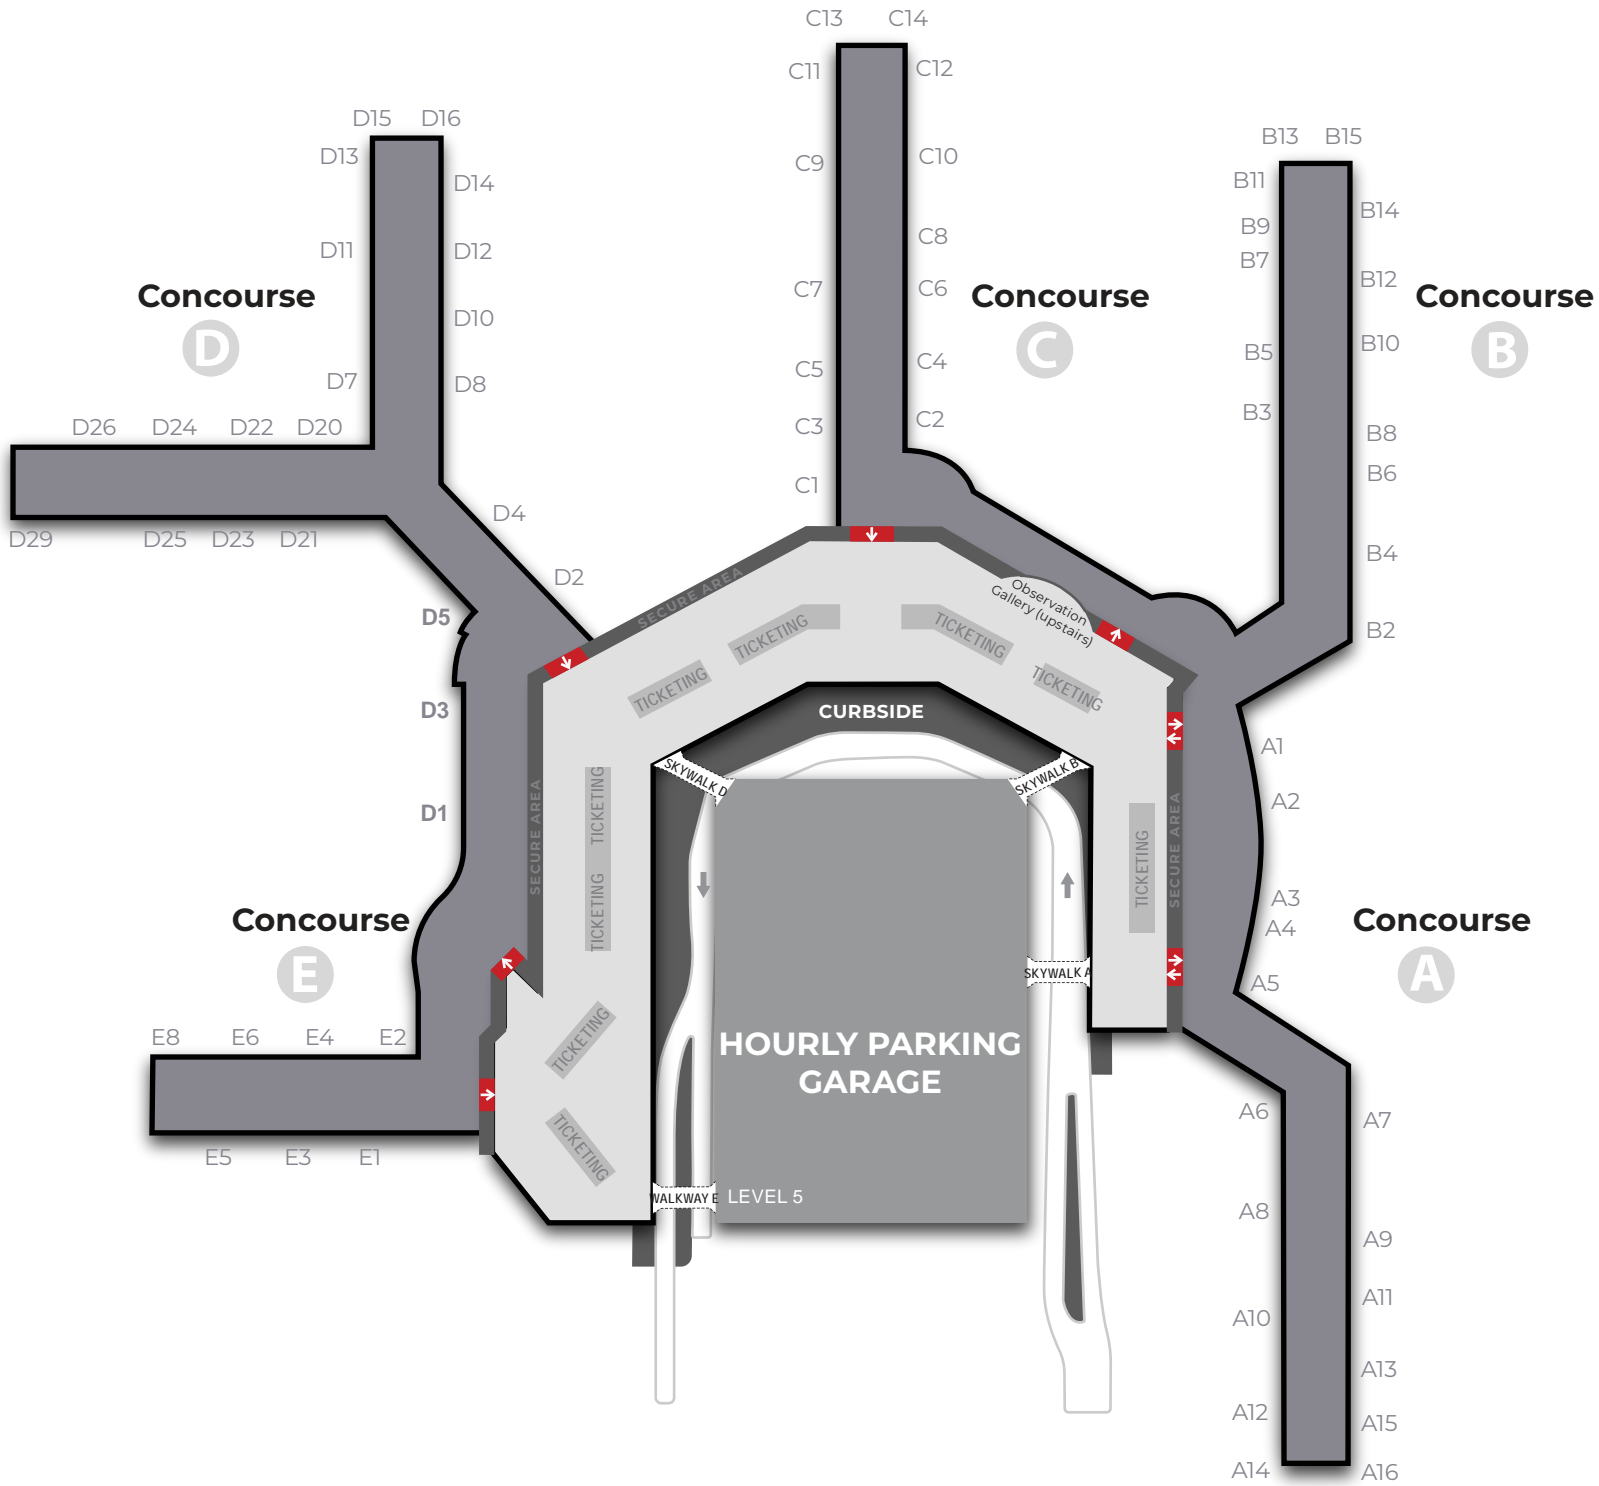 C13 C14
C11 C12
C9 C10
C8
C7 C6
C5 C4
C3 C2
C1
Concourse
C
D15 D16
D13 D14
D11 D12
D10
D7 D8
Concourse
D
D26 D24 D22 D20
D29 D25 D23 D21
D4
D2
D5
D3
D1
B13 B15
B11 B14
B9
B7 B12
B5 B10
B3 B8
B6
B4
B2
Concourse
B
SECURE AREA
Observation
Gallery (upstairs)
TICKETING
TICKETING
TICKETING
TICKETING
CURBSIDE
SKYWALK D
SKYWALK B
SECURE AREA
TICKETING
TICKETING
TICKETING
SECURE AREA
A1
A2
A3
A4
A5
Concourse
A
SKYWALK A
Concourse
E
E8 E6 E4 E2
E5 E3 E1
TICKETING
TICKETING
HOURLY PARKING
GARAGE
WALKWAY E LEVEL 5
A6 A7
A8 A9
A11
A10
A13
A12 A15
A14 A16